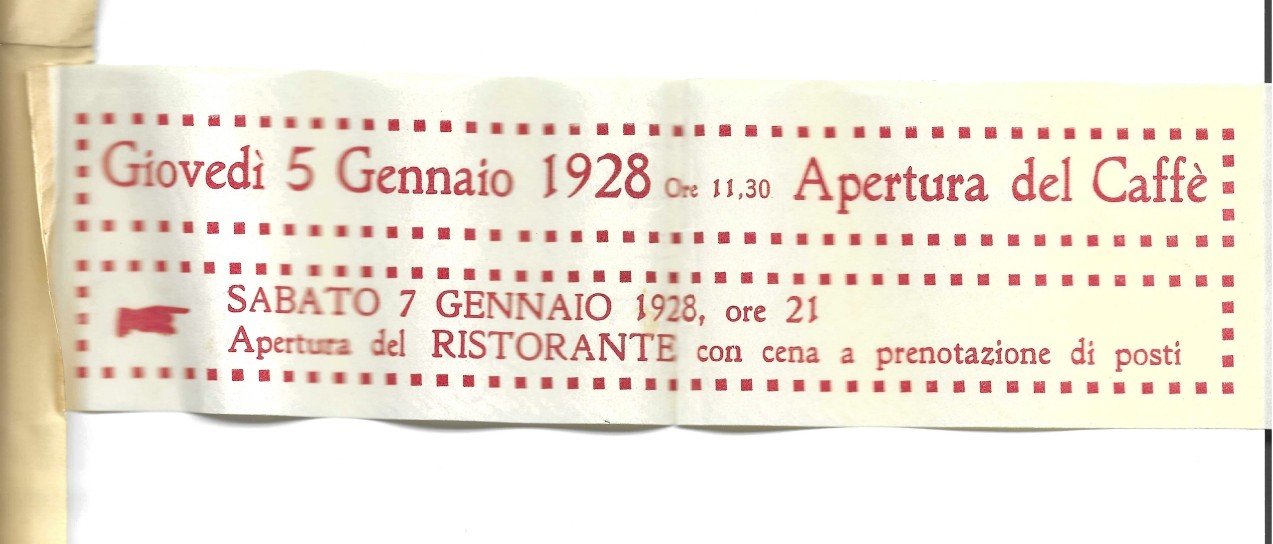 Giovedì 5 Gennaio 1928 Ore 11,30 Apertura del Caffè
SABATO 7 GENNAIO 1928, ore 21
Apertura del RISTORANTE con cena a prenotazione di posti